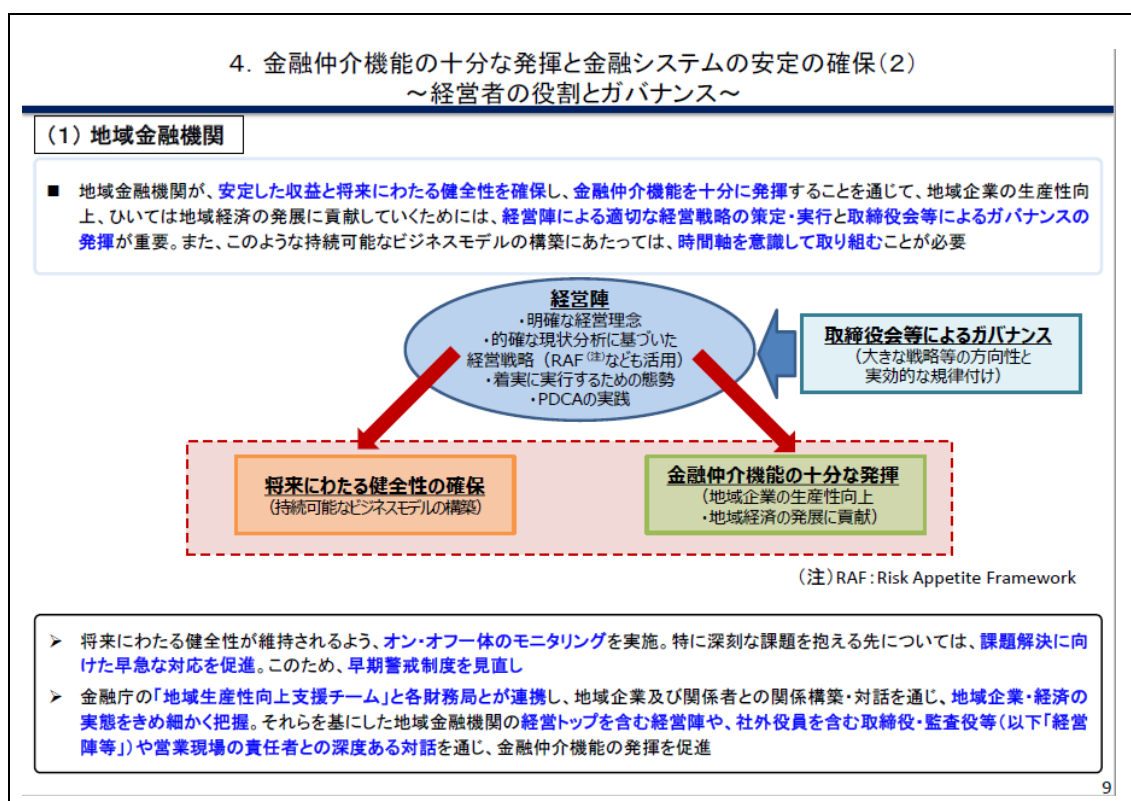 4．金融仲介機能の十分な発揮と金融システムの安定の確保（2）
～経営者の役割とガバナンス～
（1）地域金融機関
■ 地域金融機関が、安定した収益と将来にわたる健全性を確保し、金融仲介機能を十分に発揮することを通じて、地域企業の生産性向
上、ひいては地域経済の発展に貢献していくためには、経営陣による適切な経営戦略の策定・実行と取締役会等によるガバナンスの
発揮が重要。また、このような持続可能なビジネスモデルの構築にあたっては、時間軸を意識して取り組むことが必要
経営陣
・明確な経営理念
・的確な現状分析に基づいた
経営戦略（RAF（注）なども活用）
・着実に実行するための態勢
・PDCAの実践
取締役会等によるガバナンス
（大きな戦略等の方向性と
実効的な規律付け）
将来にわたる健全性の確保
（持続可能なビジネスモデルの構築）
金融仲介機能の十分な発揮
（地域企業の生産性向上
・地域経済の発展に貢献）
（注）RAF：Risk Appetite Framework
➢ 将来にわたる健全性が維持されるよう、オン・オフ一体のモニタリングを実施。特に深刻な課題を抱える先については、課題解決に向
けた早急な対応を促進。このため、早期警戒制度を見直し
➢ 金融庁の「地域生産性向上支援チーム」と各財務局とが連携し、地域企業及び関係者との関係構築・対話を通じ、地域企業・経済の
実態をきめ細かく把握。それらを基にした地域金融機関の経営トップを含む経営陣や、社外役員を含む取締役・監査役等（以下「経営
陣等」）や営業現場の責任者との深度ある対話を通じ、金融仲介機能の発揮を促進
9